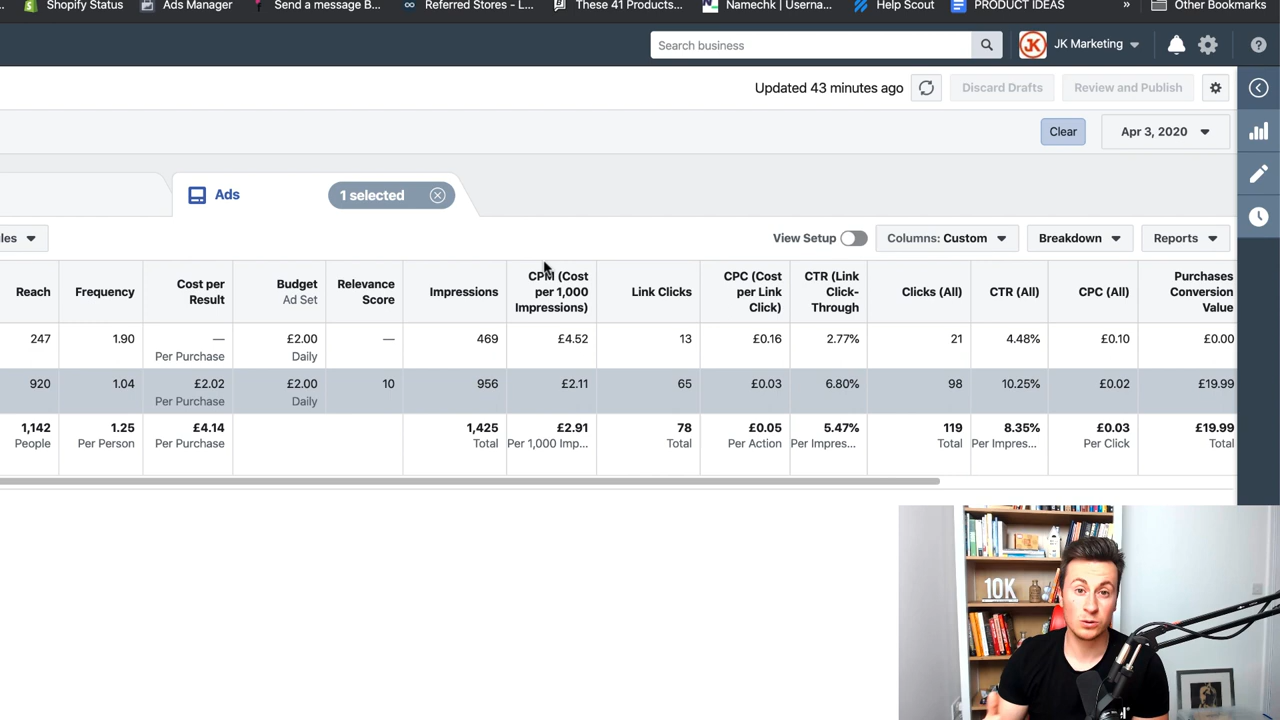 Shopify Status Ads Manager Send a message B... Referred Stores - L... These 41 Products... Namechk | Userna... Help Scout PRODUCT IDEAS » Other Bookmarks
Search business JK Marketing
Updated 43 minutes ago Discard Drafts Review and Publish
Clear Apr 3, 2020
Ads 1 selected
les View Setup Columns: Custom Breakdown Reports
Reach Frequency Cost per Result Budget Ad Set Relevance Score Impressions CPM (Cost per 1,000 Impressions) Link Clicks CPC (Cost per Link Click) CTR (Link Click-Through Clicks (All) CTR (All) CPC (All) Purchases Conversion Value
247 1.90 — £2.00 — 469 £4.52 13 £0.16 2.77% 21 4.48% £0.10 £0.00
Per Purchase Daily
920 1.04 £2.02 £2.00 10 956 £2.11 65 £0.03 6.80% 98 10.25% £0.02 £19.99
Per Purchase Daily
1,142 1.25 £4.14 1,425 £2.91 78 £0.05 5.47% 119 8.35% £0.03 £19.99
People Per Person Per Purchase Total Per 1,000 Imp... Total Per Action Per Impres... Total Per Impres... Per Click Total
10K